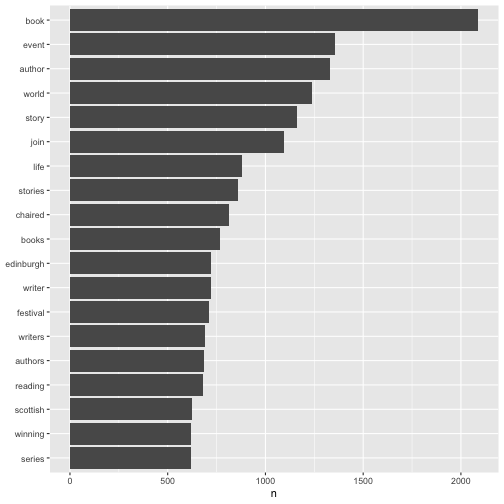 book
event
author
world
story
join
life
stories
chaired
books
edinburgh
writer
festival
writers
authors
reading
scottish
winning
series
0 500 1000 1500 2000
n